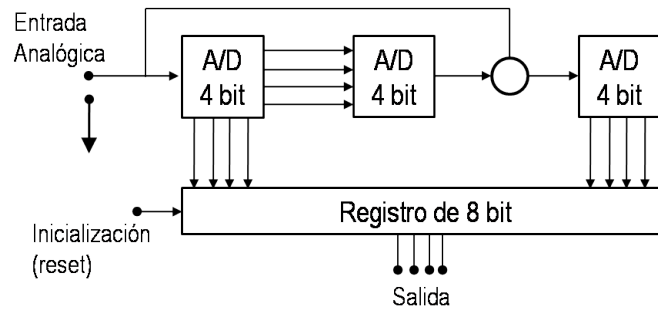 Entrada
Analógica
A/D
4 bit
A/D
4 bit
A/D
4 bit
Registro de 8 bit
Inicialización
(reset)
Salida